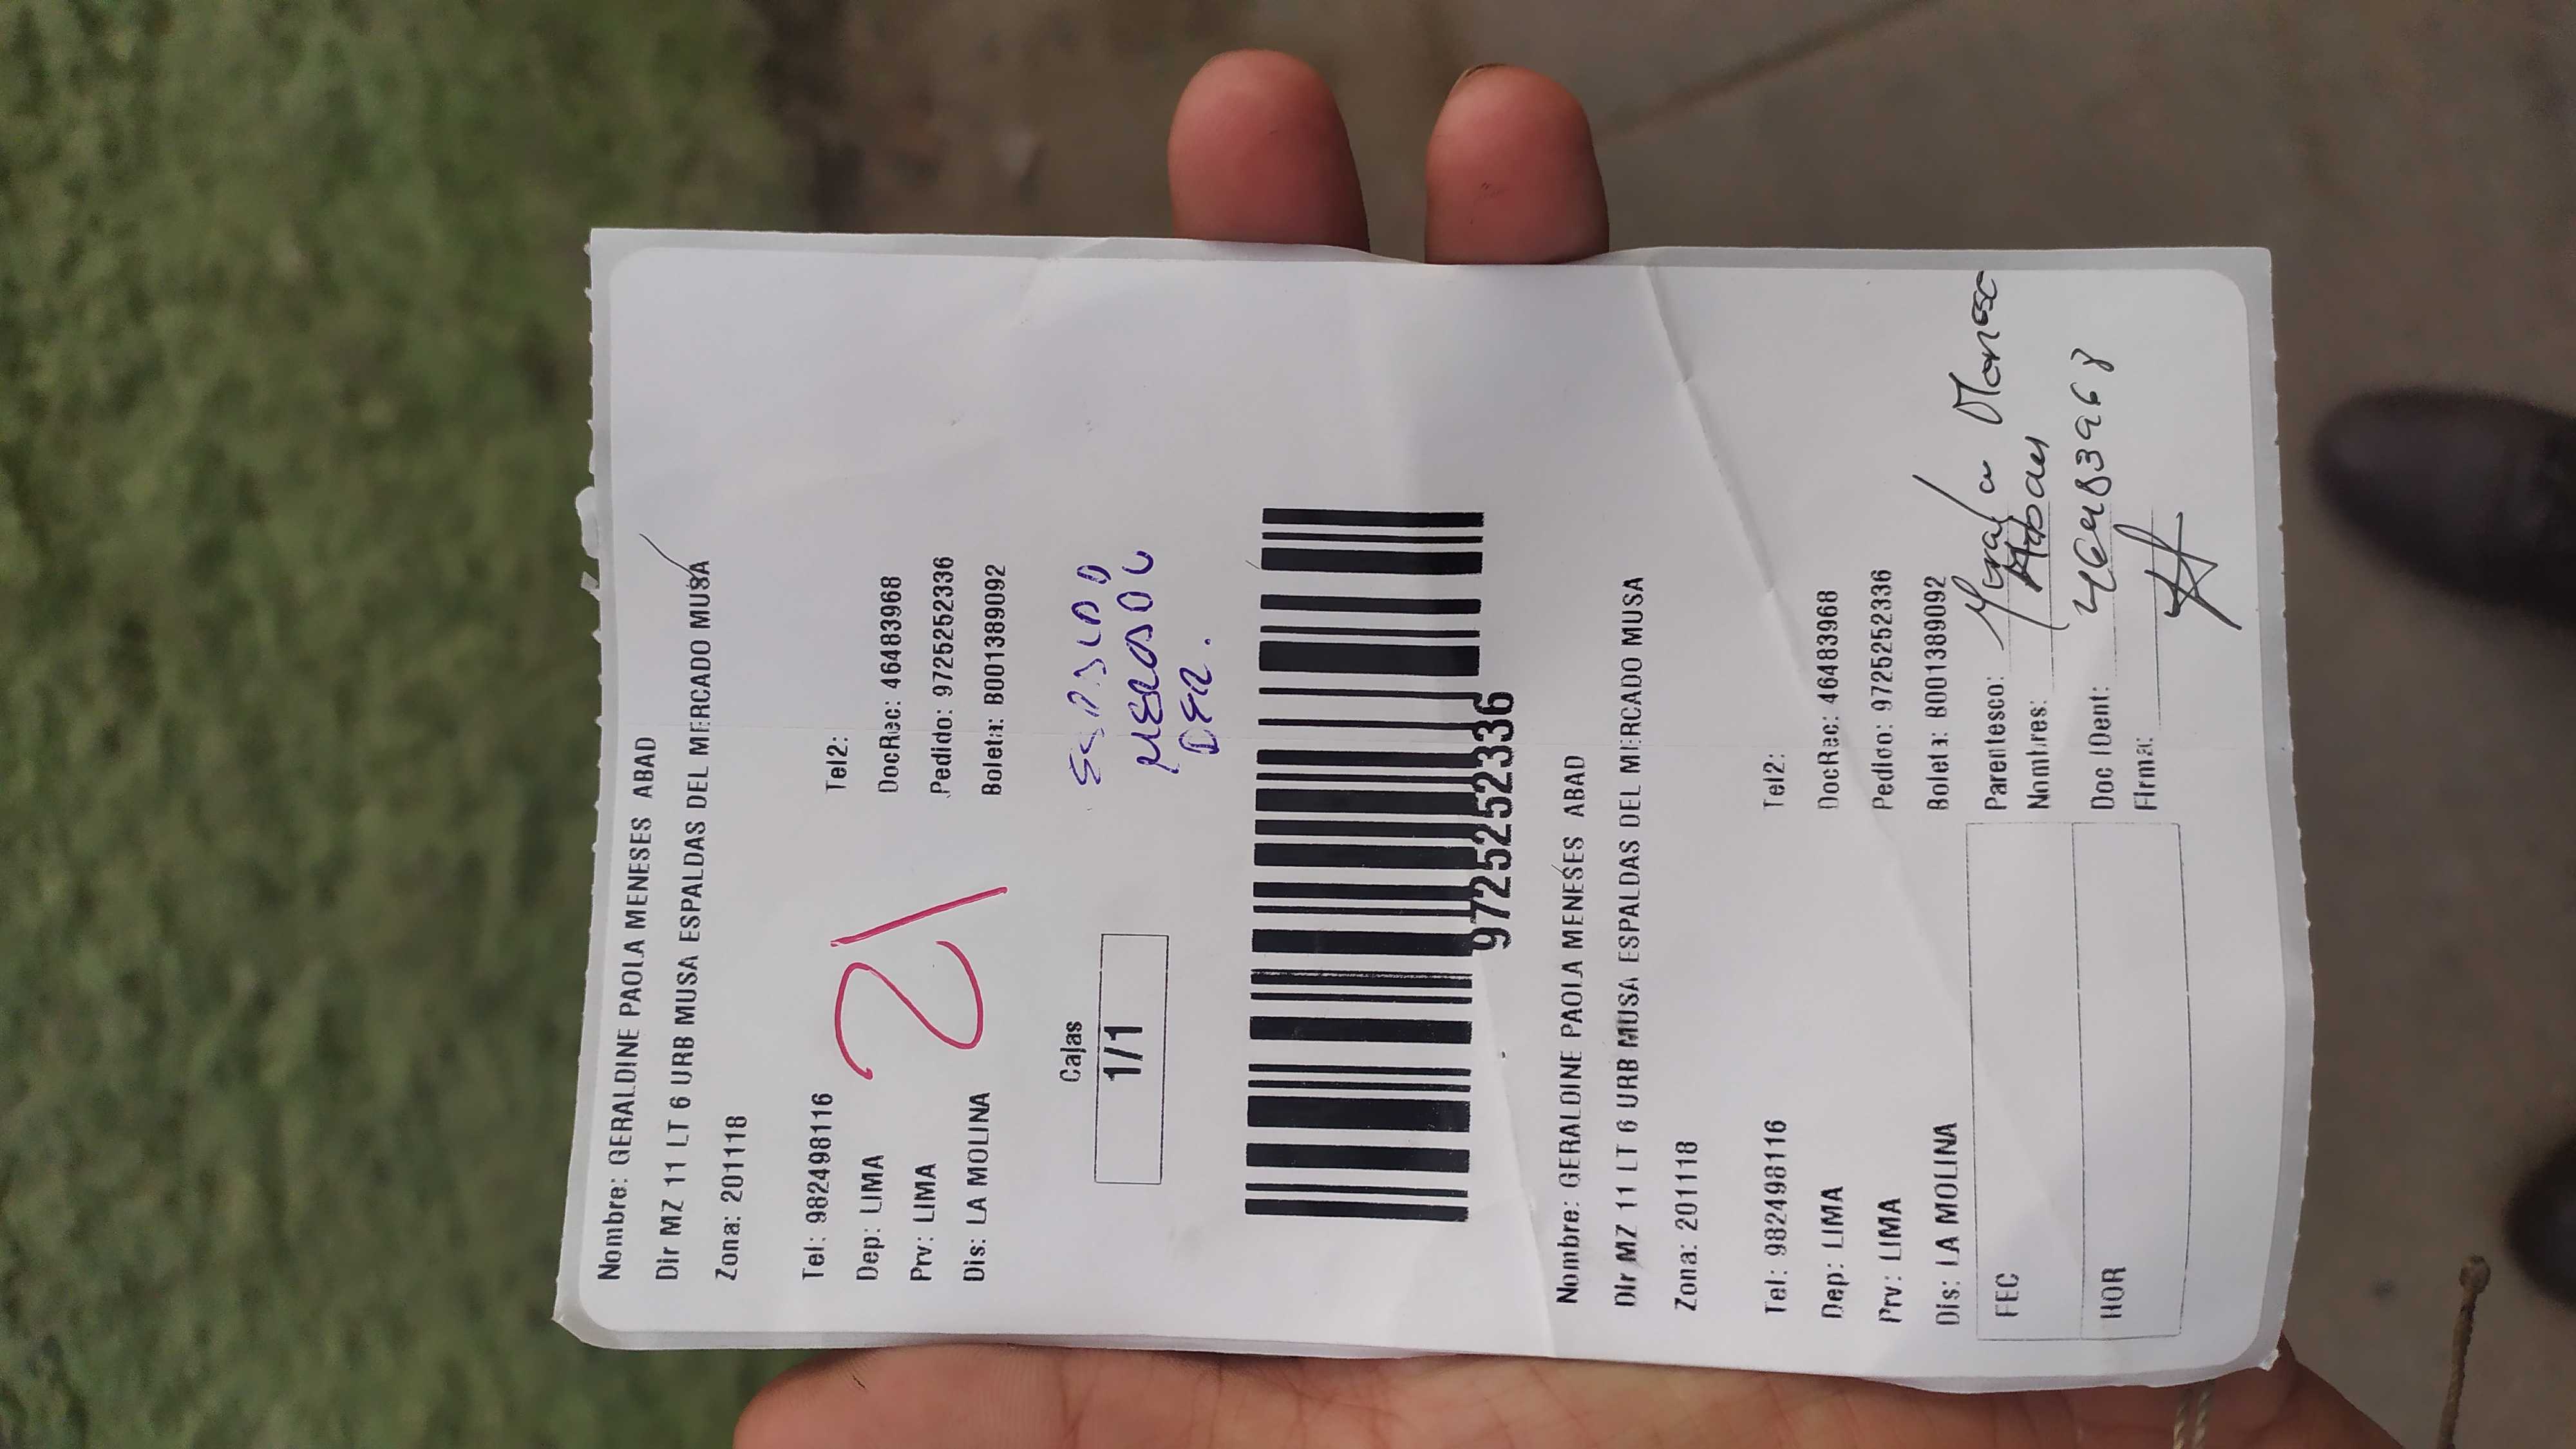 Nombre: GERALDINE PAOLA MENESES ABAD
Dir MZ 11 LT 6 URB MUSA ESPALDAS DEL MERCADO MUSA
Zona: 201118
Tel: 982498116 Tel2:
Dep: LIMA DocRec: 46483968
Prv: LIMA Pedido: 9725252336
Dis: LA MOLINA Boleta: B001389092
21
Cajas
1/1
9725252336
Nombre: GERALDINE PAOLA MENESES ABAD
Dir MZ 11 LT 6 URB MUSA ESPALDAS DEL MERCADO MUSA
Zona: 201118
Tel: 982498116 Tel2:
Dep: LIMA DocRec: 46483968
Prv: LIMA Pedido: 9725252336
Dis: LA MOLINA Boleta: B001389092
FEC Parentesco:
Nombres: Abad
HOR Doc IDent: 46483968
Firma: